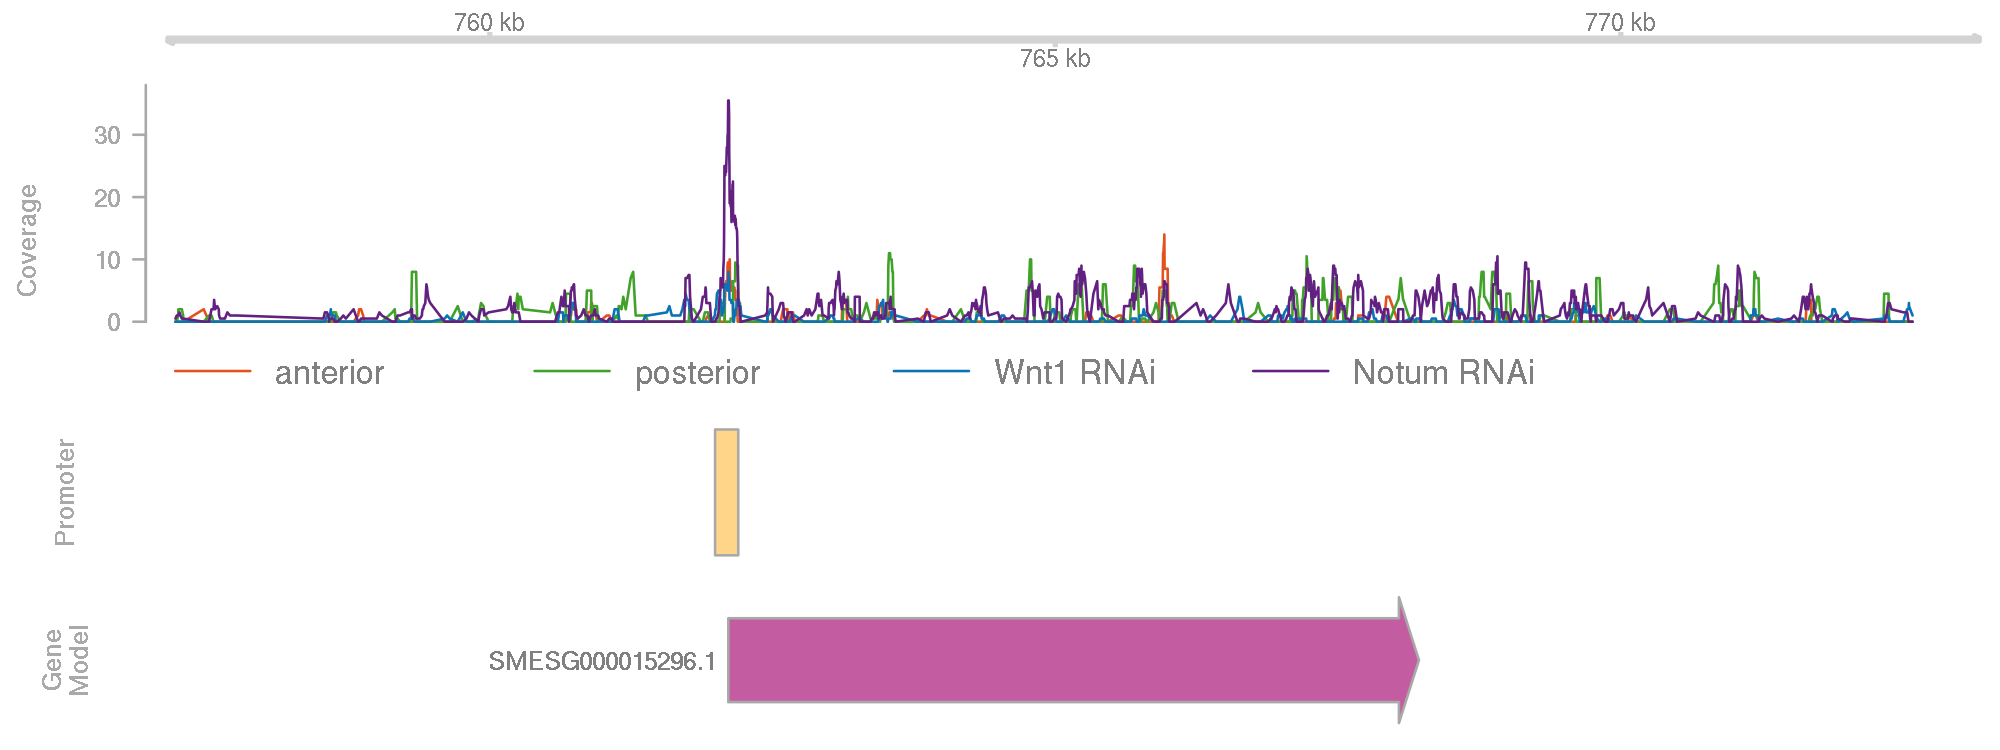 760 kb
770 kb
765 kb
Coverage
30
20
10
0
anterior posterior Wnt1 RNAi Notum RNAi
Promoter
0
Gene
Model
SMESG000015296.1